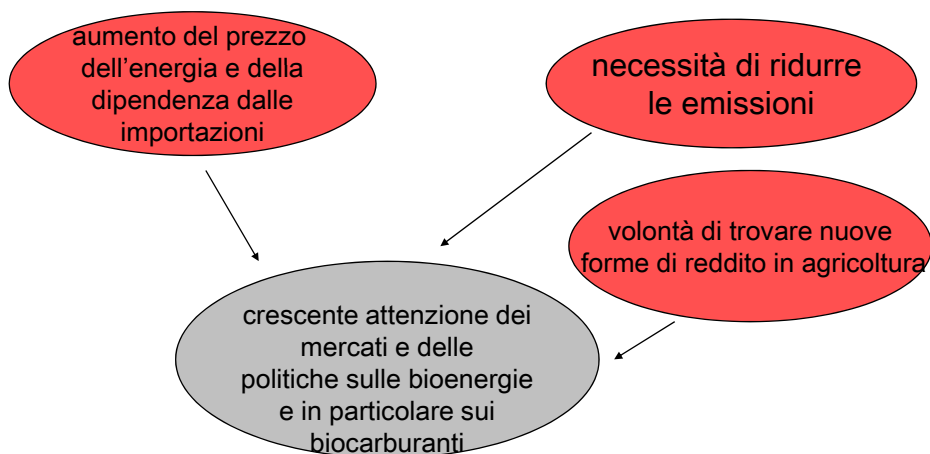 aumento del prezzo
dell’energia e della
dipendenza dalle
importazioni
necessità di ridurre
le emissioni
volontà di trovare nuove
forme di reddito in agricoltura
crescente attenzione dei
mercati e delle
politiche sulle bioenergie
e in particolare sui
biocarburanti